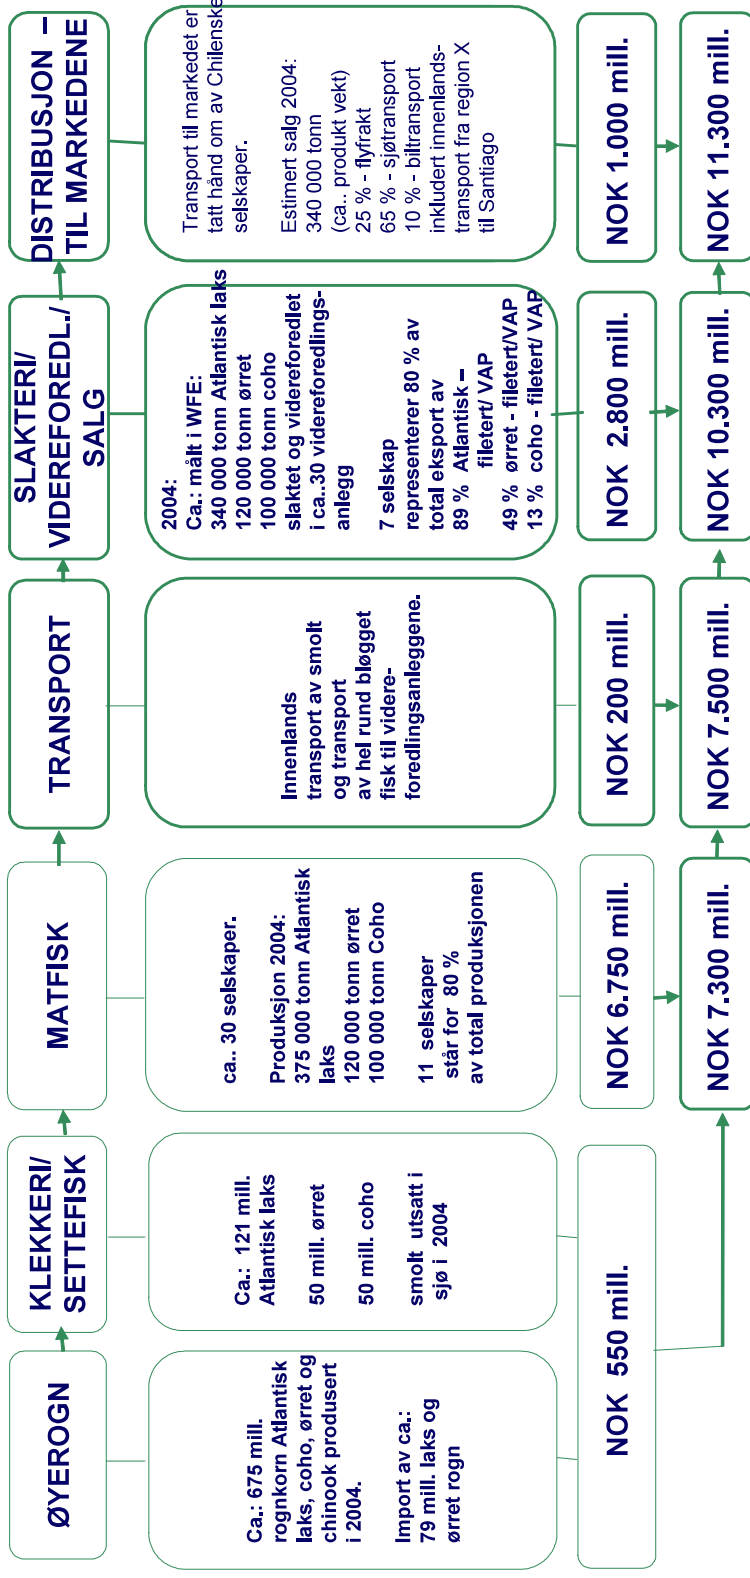 ØYEROGN
KLEKKERI/
SETTEFISK
MATFISK
TRANSPORT
SLAKTERI/
VIDEREFOREDL./
SALG
DISTRIBUSJON –
TIL MARKEDENE
Ca.: 675 mill.
rognkorn Atlantisk
laks, coho, ørret og
chinook produsert
i 2004.
Import av ca.:
79 mill. laks og
ørret rogn
Ca.: 121 mill.
Atlantisk laks
50 mill. ørret
50 mill. coho
smolt utsatt i
sjø i 2004
ca.. 30 selskaper.
Produksjon 2004:
375 000 tonn Atlantisk
laks
120 000 tonn ørret
100 000 tonn Coho
11 selskaper
står for 80 %
av total produksjonen
Innenlands
transport av smolt
og transport
av hel rund bløgget
fisk til videre-
foredlingsanleggene.
2004:
Ca.: målt i WFE:
340 000 tonn Atlantisk laks
120 000 tonn ørret
100 000 tonn coho
slaktet og videreforedlet
i ca..30 videreforedlings-
anlegg
7 selskap
representerer 80 % av
total eksport av
89 % Atlantisk –
filetert/ VAP
49 % ørret - filetert/VAP
13 % coho - filetert/ VAP
Transport til markedet er
tatt hånd om av Chilenske
selskaper.
Estimert salg 2004:
340 000 tonn
(ca.. produkt vekt)
25 % - flyfrakt
65 % - sjøtransport
10 % - biltransport
inkludert innenlands-
transport fra region X
til Santiago
NOK 550 mill.
NOK 6.750 mill.
NOK 200 mill.
NOK 2.800 mill.
NOK 1.000 mill.
NOK 7.300 mill.
NOK 7.500 mill.
NOK 10.300 mill.
NOK 11.300 mill.